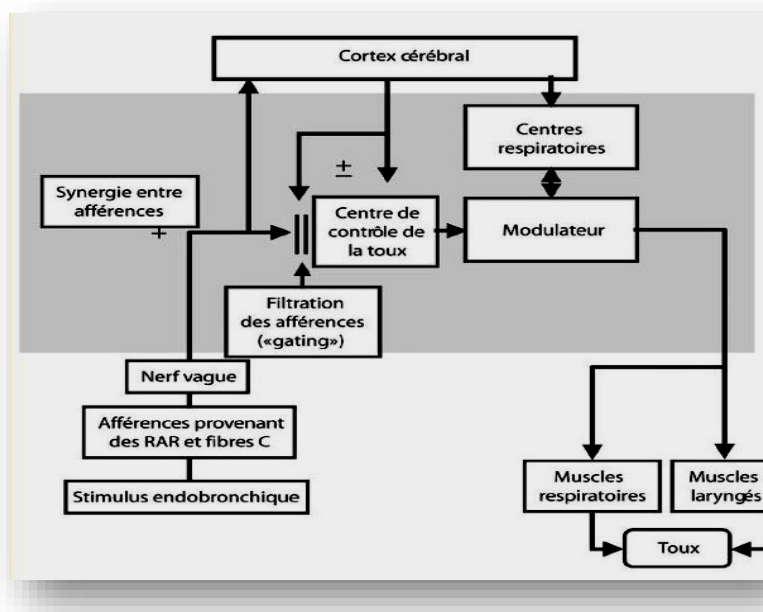 Cortex cérébral
Centres
respiratoires
±
Synergie entre
afférences
+
Centre de
contrôle de
la toux
Modulateur
Filtration
des afférences
(«gating»)
Nerf vague
Afférences provenant
des RAR et fibres C
Stimulus endobronchique
Muscles
respiratoires
Muscles
laryngés
Toux